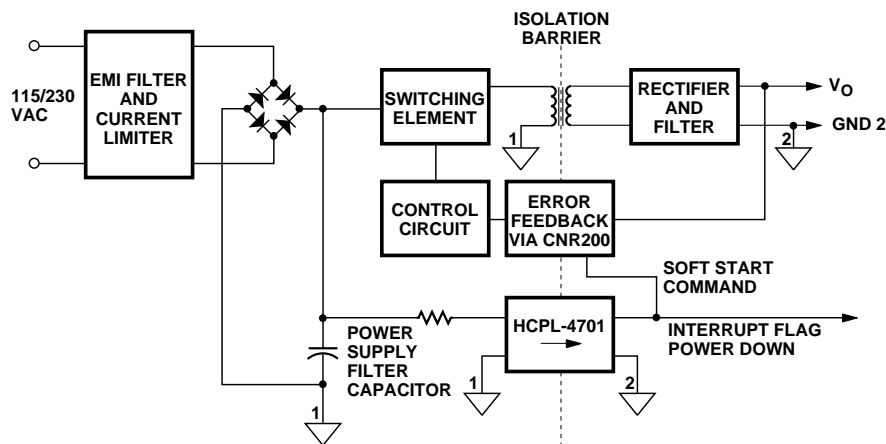 ISOLATION
BARRIER
115/230
VAC
EMI FILTER
AND
CURRENT
LIMITER
SWITCHING
ELEMENT
1
RECTIFIER
AND
FILTER
VO
GND 2
2
CONTROL
CIRCUIT
ERROR
FEEDBACK
VIA CNR200
SOFT START
COMMAND
POWER
SUPPLY
FILTER
CAPACITOR
1
HCPL-4701
1
2
INTERRUPT FLAG
POWER DOWN